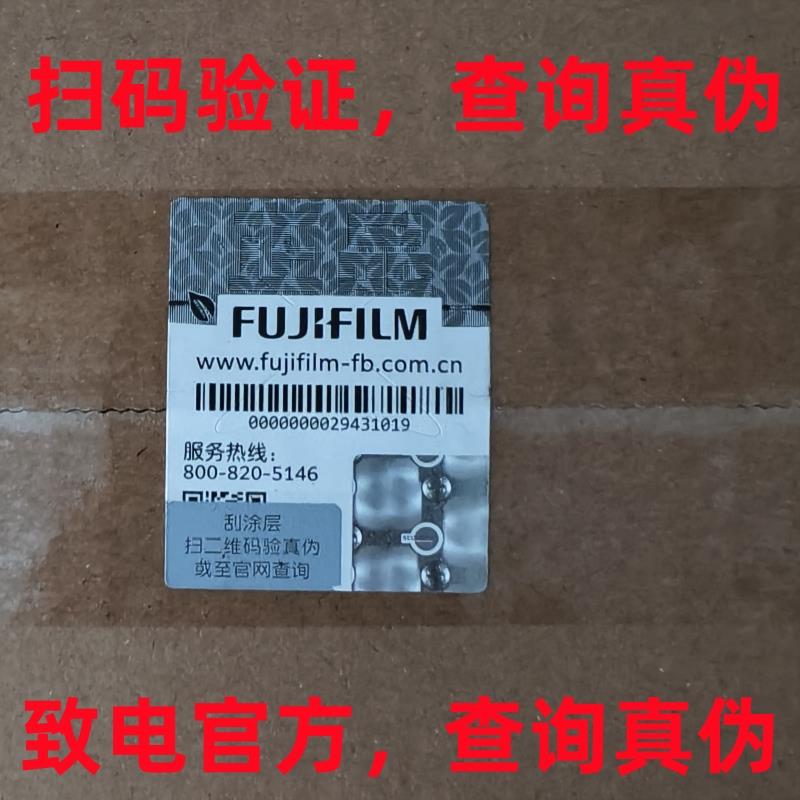 扫码验证，查询真伪
FUJIFILM
www.fujifilm-fb.com.cn
0000000029431019
服务热线：
800-820-5146
刮涂层
扫二维码验真伪
或至官网查询
致电官方，查询真伪